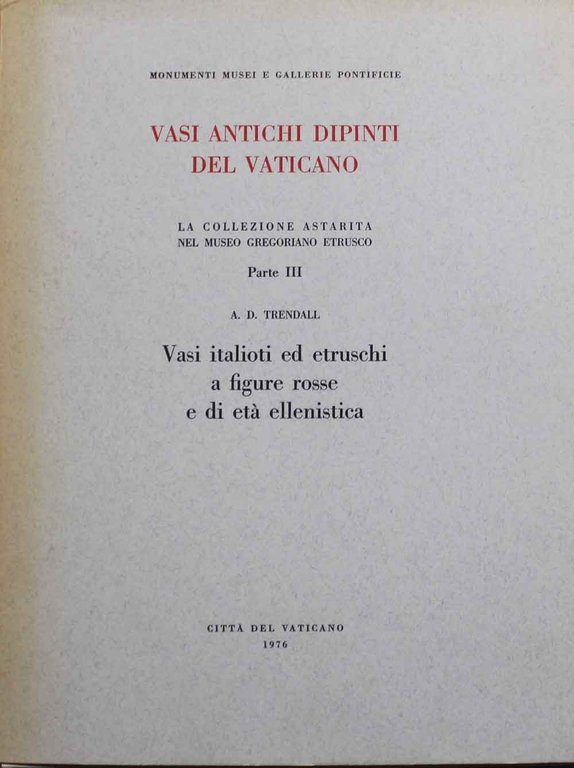 MONUMENTI MUSEI E GALLERIE PONTIFICIE
VASI ANTICHI DIPINTI
DEL VATICANO
LA COLLEZIONE ASTARITA
NEL MUSEO GREGORIANO ETRUSCO
Parte III
A. D. TRENDALL
Vasi italioti ed etruschi
a figure rosse
e di età ellenistica
CITTÀ DEL VATICANO
1976